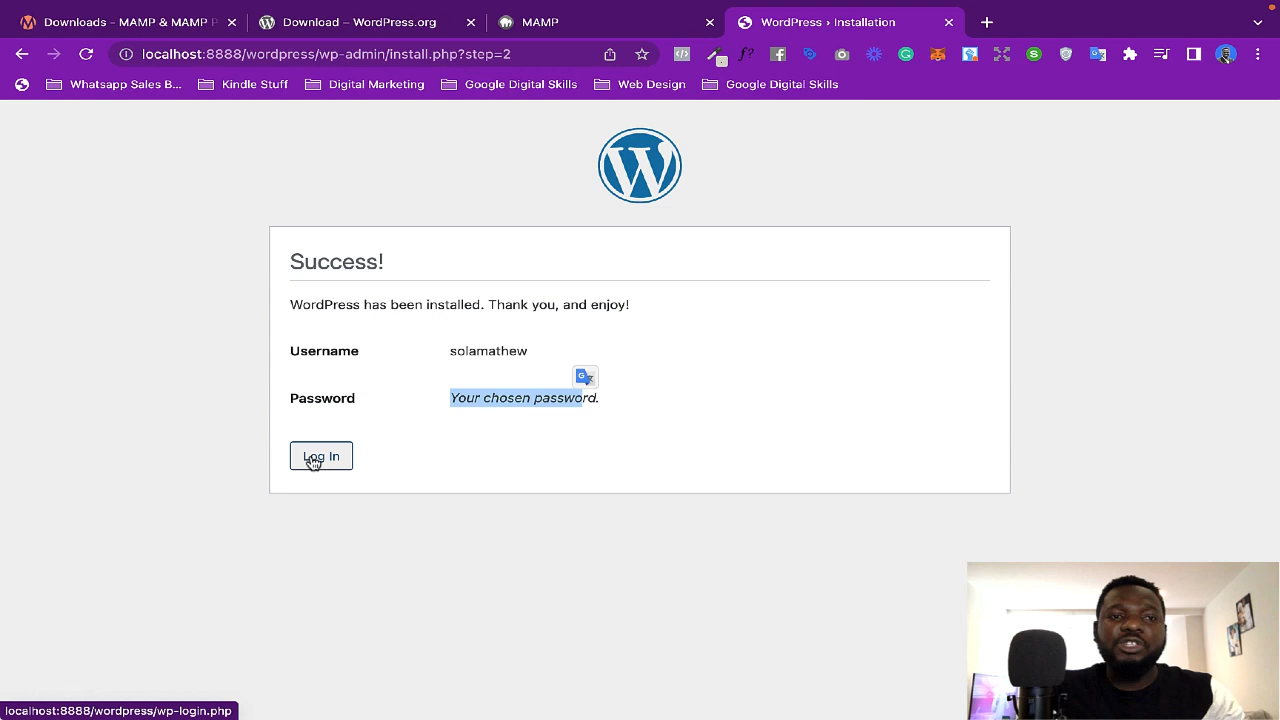 Downloads - MAMP & MAMP P
Download – WordPress.org
MAMP
WordPress › Installation
localhost:8888/wordpress/wp-admin/install.php?step=2
Whatsapp Sales B...
Kindle Stuff
Digital Marketing
Google Digital Skills
Web Design
Google Digital Skills
Success!
WordPress has been installed. Thank you, and enjoy!
Username solamathew
Password Your chosen password.
Log In
localhost:8888/wordpress/wp-login.php